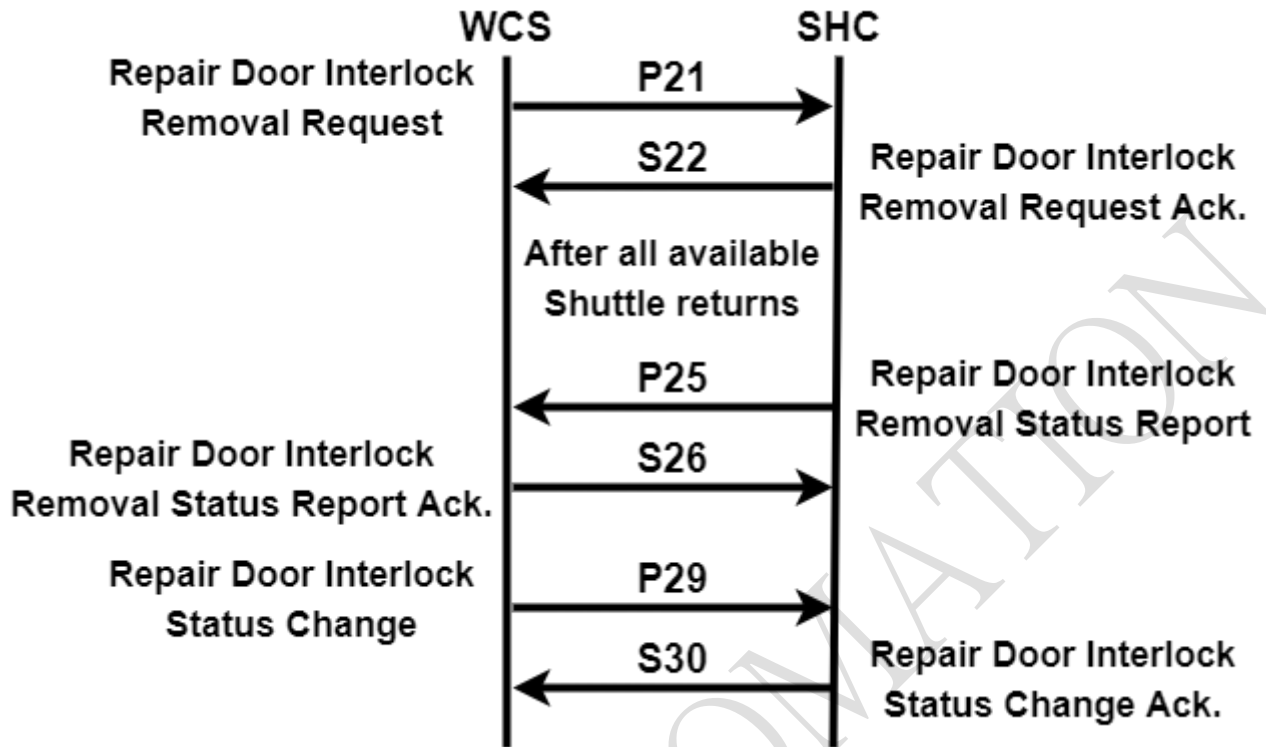 WCS SHC
Repair Door Interlock
Removal Request
P21
S22
Repair Door Interlock
Removal Request Ack.
After all available
Shuttle returns
P25
Repair Door Interlock
Removal Status Report
Repair Door Interlock
Removal Status Report Ack.
S26
Repair Door Interlock
Status Change
P29
S30
Repair Door Interlock
Status Change Ack.
OMATION